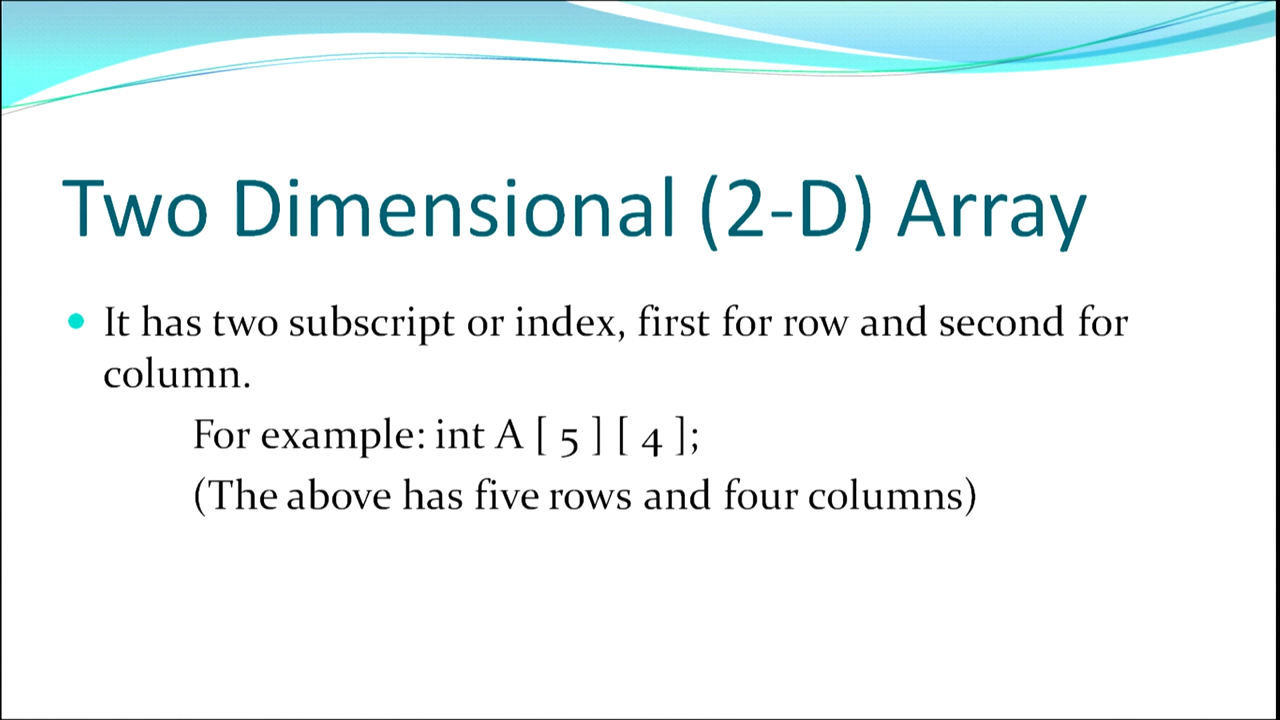 Two Dimensional (2-D) Array
• It has two subscript or index, first for row and second for
column.
For example: int A [ 5 ] [ 4 ];
(The above has five rows and four columns)